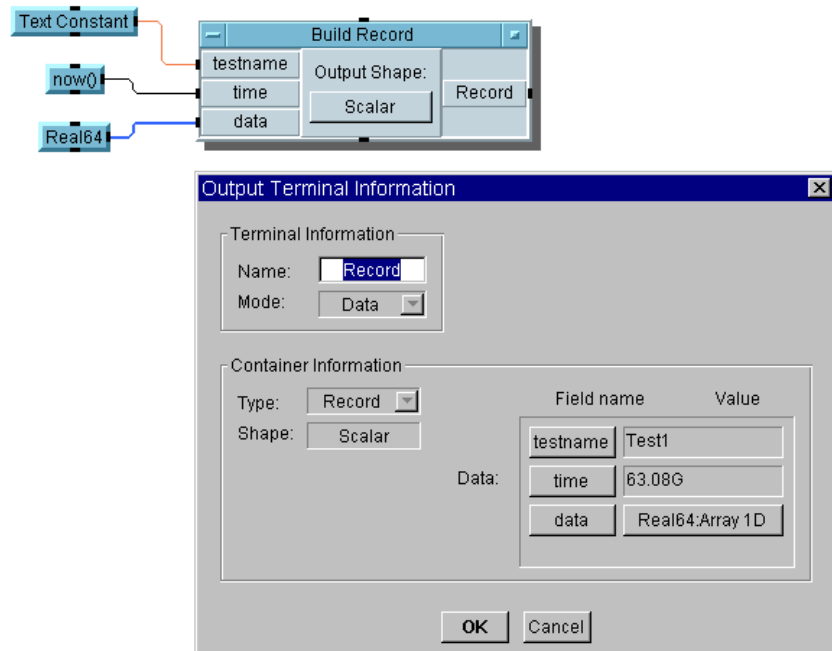 Text Constant
Build Record
testname
Output Shape:
now()
time
Scalar
Record
Real64
data
Output Terminal Information
Terminal Information
Name: Record
Mode: Data
Container Information
Type: Record
Field name Value
Shape: Scalar
testname Test1
Data: time 63.08G
data Real64:Array 1D
OK Cancel